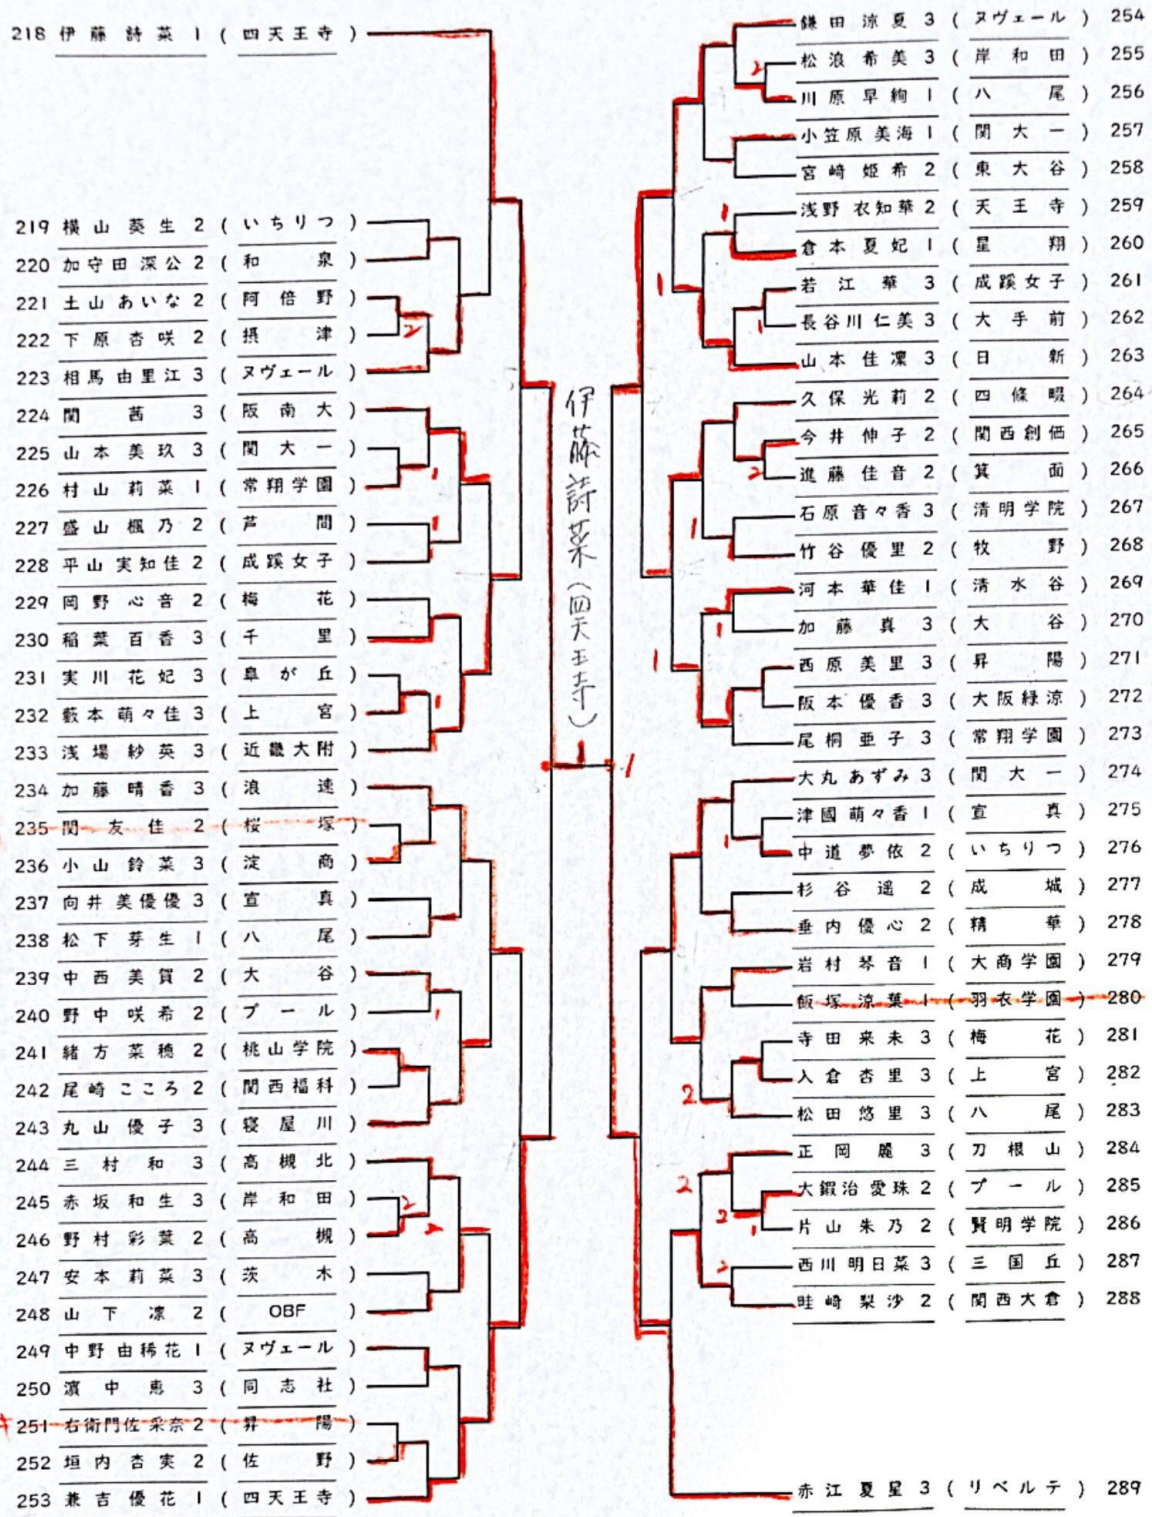 218 伊藤詩菜 1 (四天王寺)
219 横山葵生 2 (いちりつ)
220 加守田深公 2 (和泉)
221 土山あいな 2 (阿倍野)
222 下原杏咲 2 (摂津)
223 相馬由里江 3 (ヌヴェール)
224 関茜 3 (阪南大)
225 山本美玖 3 (関大一)
226 村山莉菜 1 (常翔学園)
227 盛山楓乃 2 (芦間)
228 平山実知佳 2 (成蹊女子)
229 岡野心音 2 (梅花)
230 稲葉百香 3 (千里)
231 実川花妃 3 (阜が丘)
232 藪本萌々佳 3 (上宮)
233 浅場紗英 3 (近畿大附)
234 加藤晴香 3 (浪速)
235 関友佳 2 (桜塚)
236 小山鈴菜 3 (淀商)
237 向井美優優 3 (宣真)
238 松下芽生 1 (八尾)
239 中西美賀 2 (大谷)
240 野中咲希 2 (プール)
241 緒方菜穂 2 (桃山学院)
242 尾崎こころ 2 (関西福科)
243 丸山優子 3 (寝屋川)
244 三村和 3 (高槻北)
245 赤坂和生 3 (岸和田)
246 野村彩葉 2 (高槻)
247 安本莉菜 3 (茨木)
248 山下凛 2 (OBF)
249 中野由稀花 1 (ヌヴェール)
250 濵中恵 3 (同志社)
251 右衛門佐采奈 2 (昇陽)
252 垣内杏実 2 (佐野)
253 兼吉優花 1 (四天王寺)
2
1
1
1
1
2
2
伊藤詩菜(四天王寺)
1
1
鎌田涼夏 3 (ヌヴェール) 254
松浪希美 3 (岸和田) 255
川原早絢 1 (八尾) 256
小笠原美海 1 (関大一) 257
宮崎姫希 2 (東大谷) 258
浅野衣知華 2 (天王寺) 259
倉本夏妃 1 (星翔) 260
若江華 3 (成蹊女子) 261
長谷川仁美 3 (大手前) 262
山本佳凜 3 (日新) 263
久保光莉 2 (四條畷) 264
今井伸子 2 (関西創価) 265
進藤佳音 2 (箕面) 266
石原音々香 3 (清明学院) 267
竹谷優里 2 (牧野) 268
河本華佳 1 (清水谷) 269
加藤真 3 (大谷) 270
西原美里 3 (昇陽) 271
阪本優香 3 (大阪緑涼) 272
尾桐亜子 3 (常翔学園) 273
大丸あずみ 3 (関大一) 274
津國萌々香 1 (宣真) 275
中道夢依 2 (いちりつ) 276
杉谷遥 2 (成城) 277
垂内優心 2 (精華) 278
岩村琴音 1 (大商学園) 279
飯塚涼葉 1 (羽衣学園) 280
寺田来未 3 (梅花) 281
入倉杏里 3 (上宮) 282
松田悠里 3 (八尾) 283
正岡麗 3 (刀根山) 284
大鍜治愛珠 2 (プール) 285
片山朱乃 2 (賢明学院) 286
西川明日菜 3 (三国丘) 287
畦崎梨沙 2 (関西大倉) 288
赤江夏星 3 (リベルテ) 289
2
1
1
1
2
1
1
1
1
2
2
2
1
2